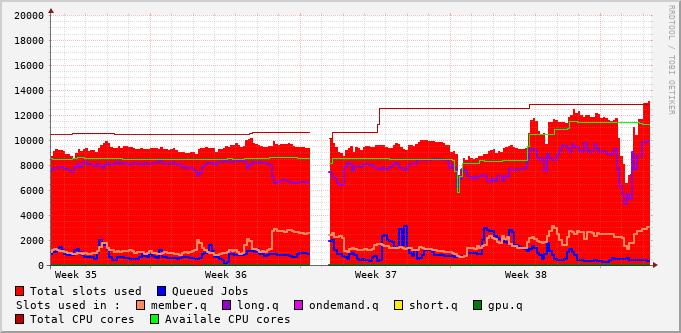 20000
18000
16000
14000
12000
10000
8000
6000
4000
2000
0
Week 35 Week 36 Week 37 Week 38
RRDTOOL / TOBI OETIKER
Total slots used Queued Jobs
Slots used in : member.q long.q ondemand.q short.q gpu.q
Total CPU cores Availale CPU cores